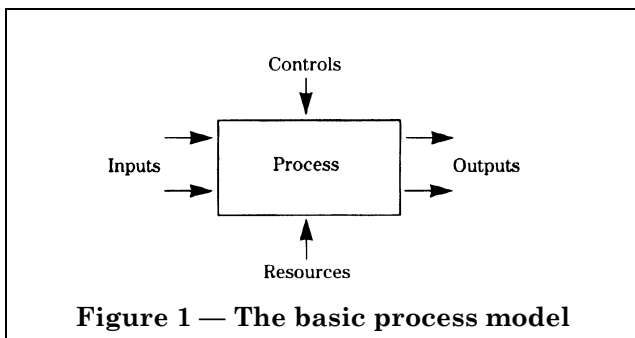 Controls
Inputs
Process
Outputs
Resources
Figure 1 — The basic process model